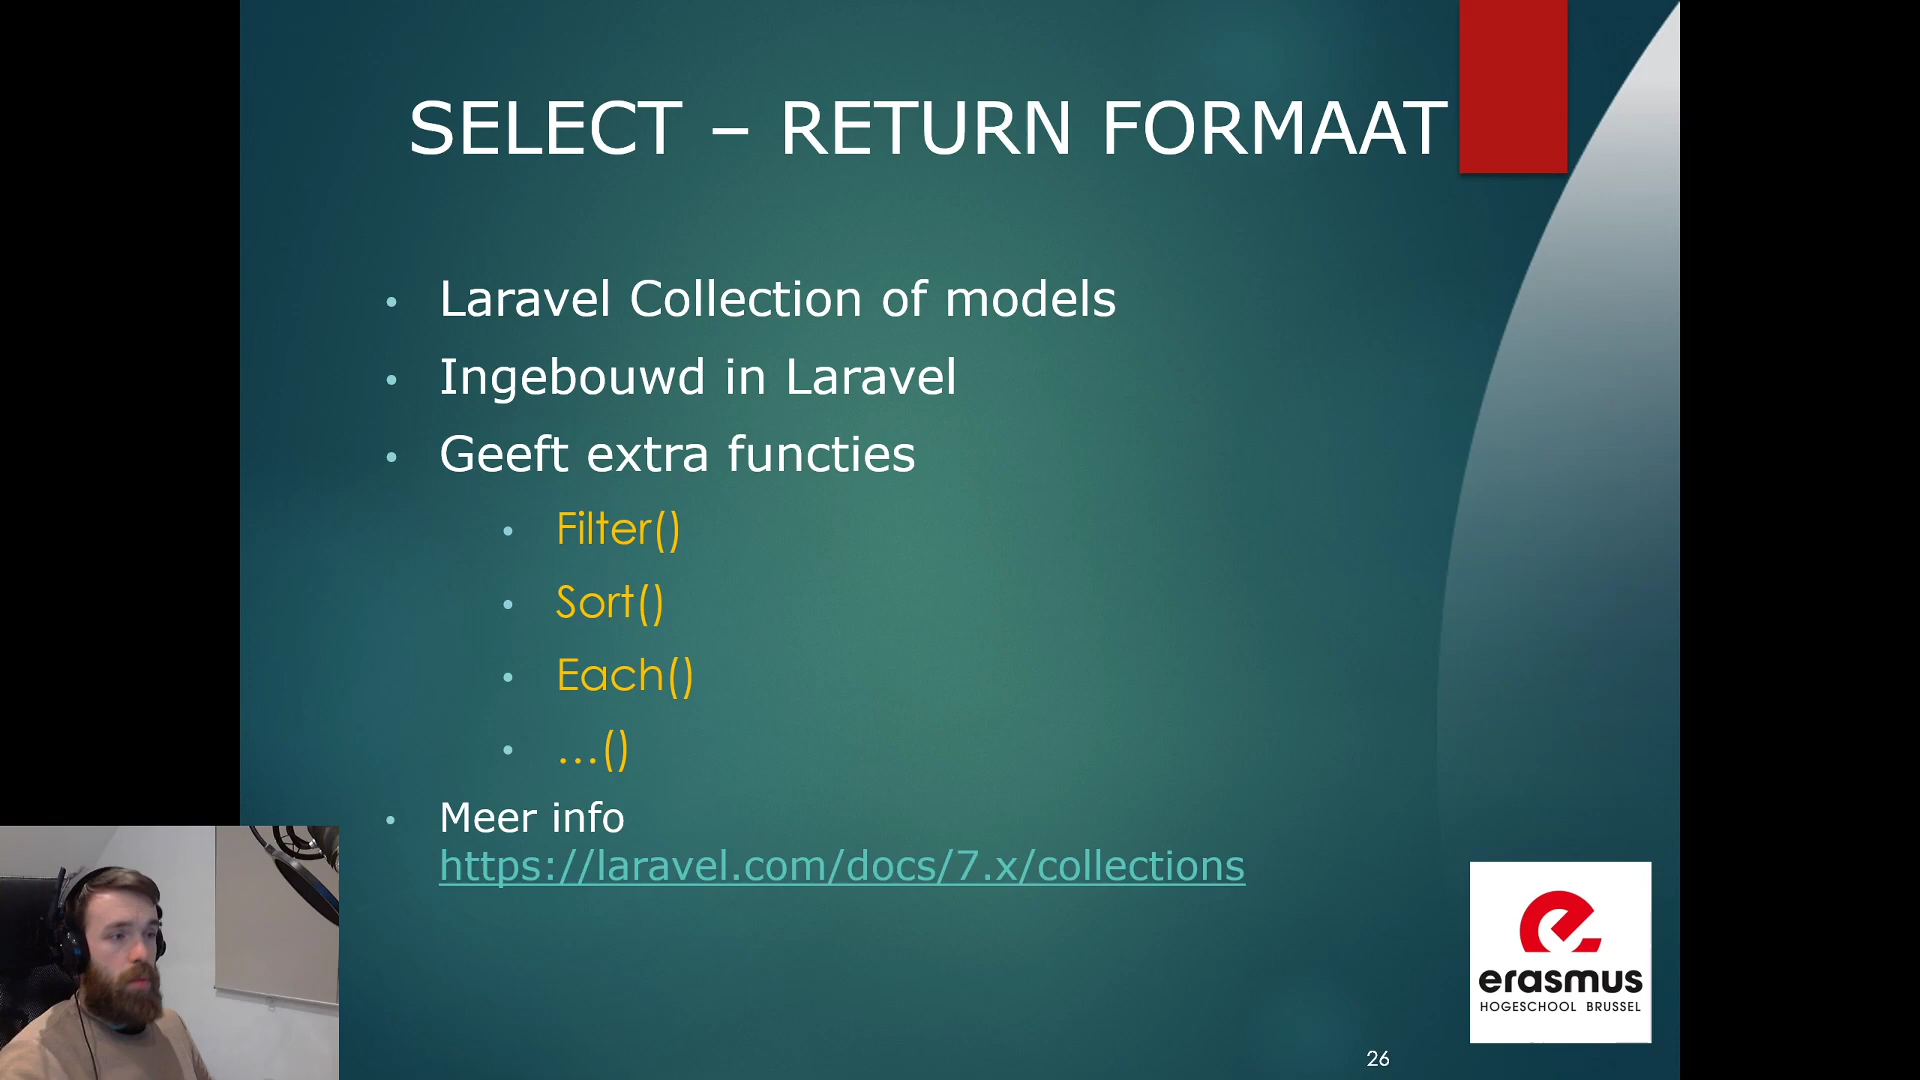 SELECT – RETURN FORMAAT
• Laravel Collection of models
• Ingebouwd in Laravel
• Geeft extra functies
• Filter()
• Sort()
• Each()
• …()
• Meer info
https://laravel.com/docs/7.x/collections
erasmus
HOGESCHOOL BRUSSEL
26